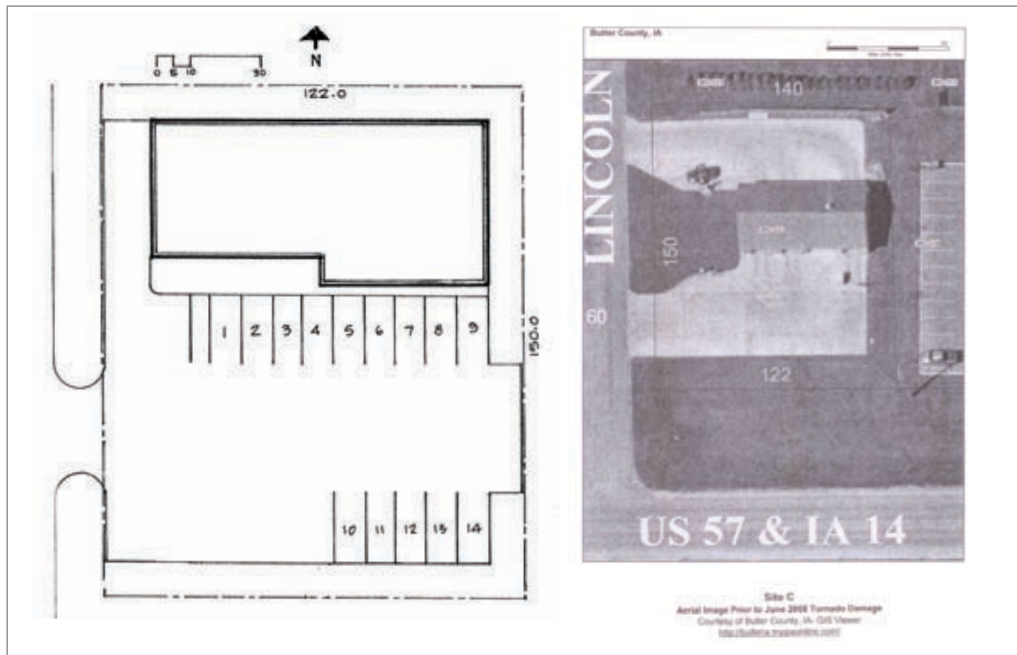 N
0 5 10 30
122.0
150.0
1 2 3 4 5 6 7 8 9
10 11 12 13 14
Butler County, IA
LINCOLN
140
150
60
122
US 57 & IA 14
Site C
Aerial Image Prior to June 2008 Tornado Damage
Courtesy of Butler County, IA- GIS Viewer